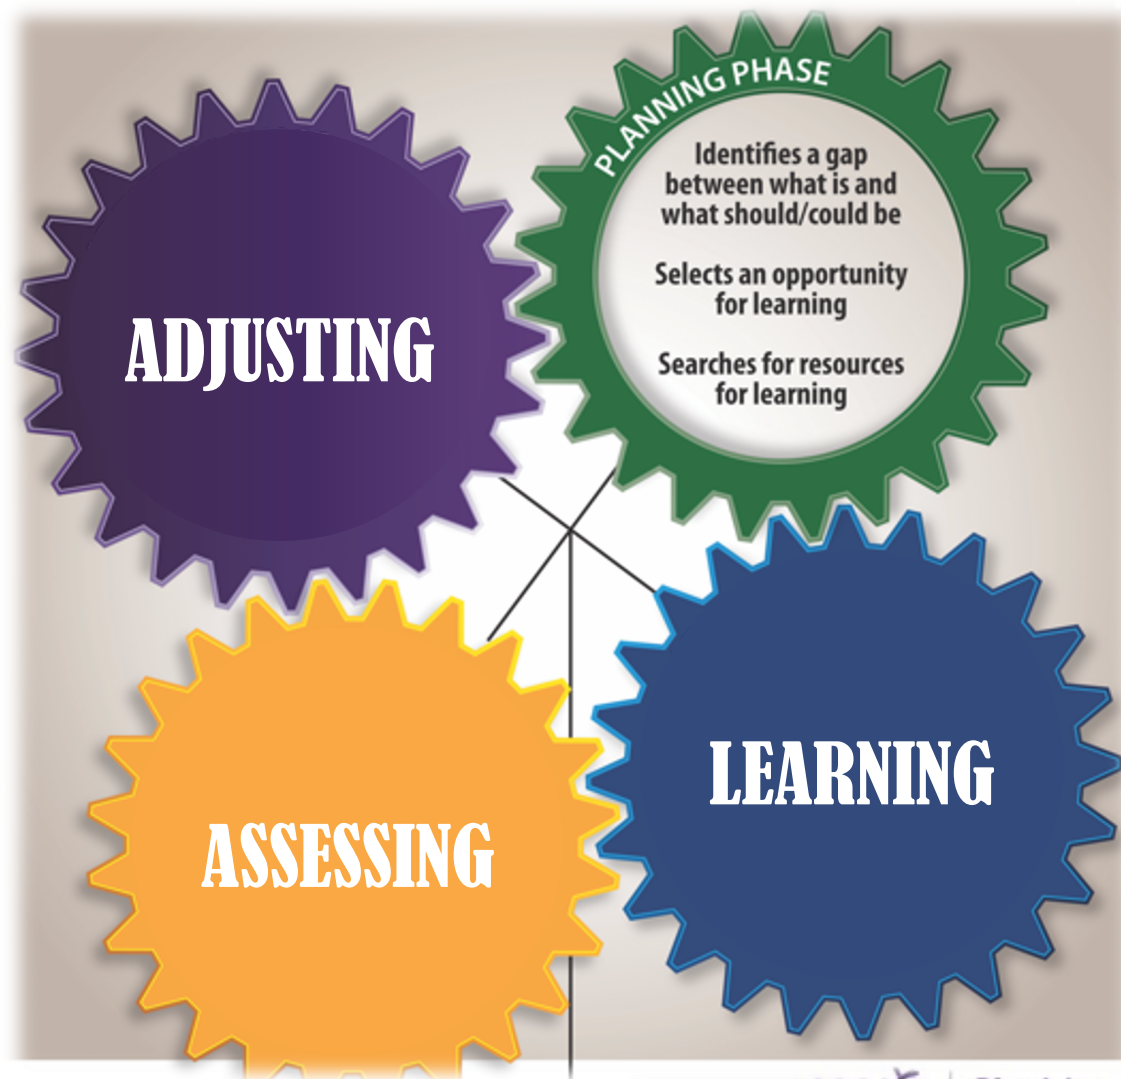 PLANNING PHASE
Identifies a gap
between what is and
what should/could be
Selects an opportunity
for learning
Searches for resources
for learning
ADJUSTING
LEARNING
ASSESSING